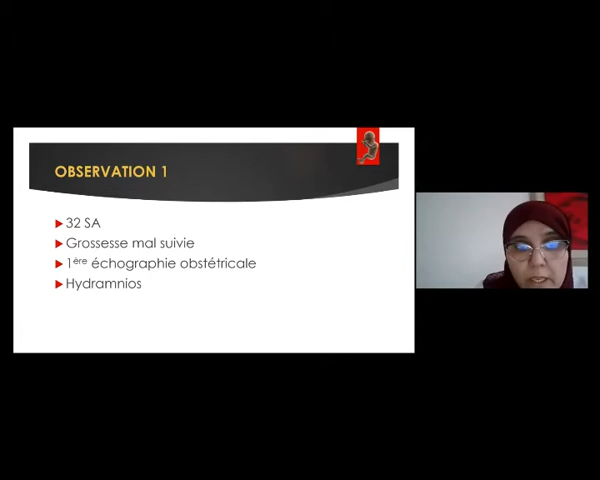 OBSERVATION 1
32 SA
Grossesse mal suivie
1ère échographie obstétricale
Hydramnios